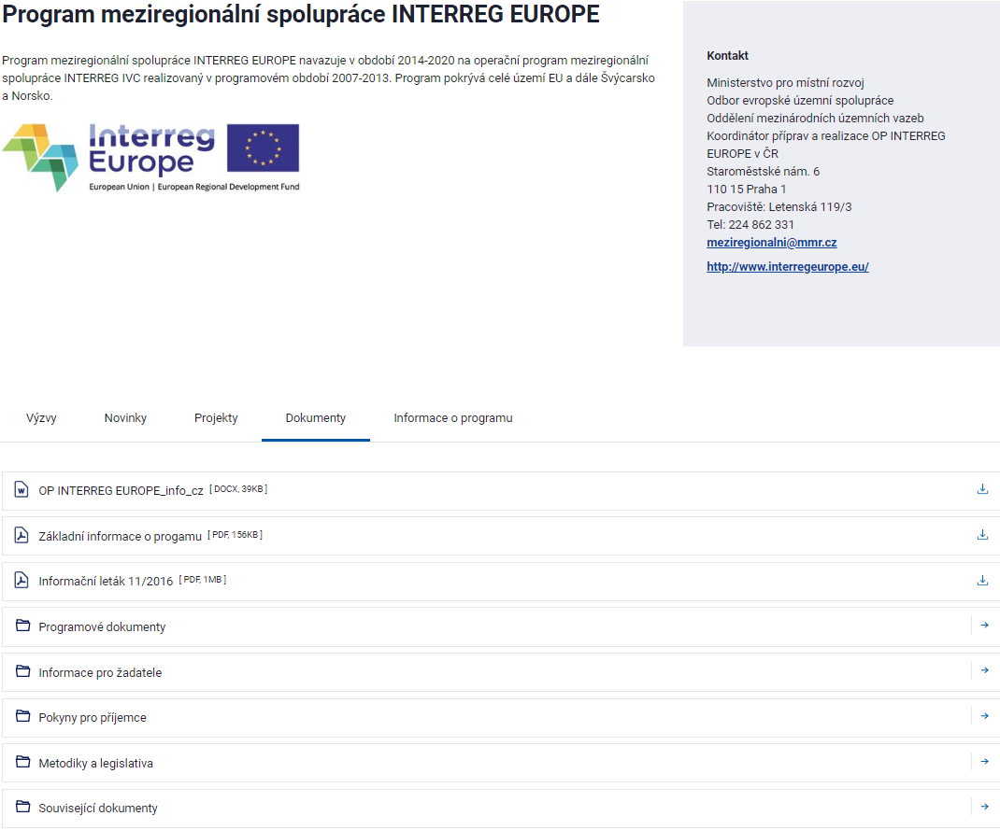 Program meziregionální spolupráce INTERREG EUROPE
Program meziregionální spolupráce INTERREG EUROPE navazuje v období 2014-2020 na operační program meziregionální
spolupráce INTERREG IVC realizovaný v programovém období 2007-2013. Program pokrývá celé území EU a dále Švýcarsko
a Norsko.
Interreg
Europe
European Union | European Regional Development Fund
Kontakt
Ministerstvo pro místní rozvoj
Odbor evropské územní spolupráce
Oddělení mezinárodních územních vazeb
Koordinátor příprav a realizace OP INTERREG
EUROPE v ČR
Staroměstské nám. 6
110 15 Praha 1
Pracoviště: Letenská 119/3
Tel: 224 862 331
meziregionalni@mmr.cz
http://www.interregeurope.eu/
Výzvy Novinky Projekty Dokumenty Informace o programu
OP INTERREG EUROPE_info_cz [ DOCX, 39KB ]
Základní informace o progamu [ PDF, 156KB ]
Informační leták 11/2016 [ PDF, 1MB ]
Programové dokumenty
Informace pro žadatele
Pokyny pro příjemce
Metodiky a legislativa
Související dokumenty